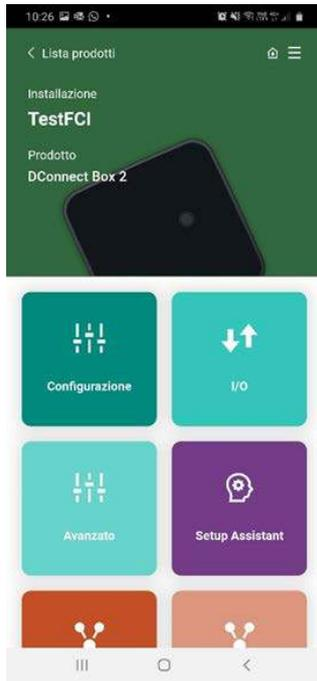 10:26
Lista prodotti
Installazione
TestFCI
Prodotto
DConnect Box 2
Configurazione
I/O
Avanzato
Setup Assistant